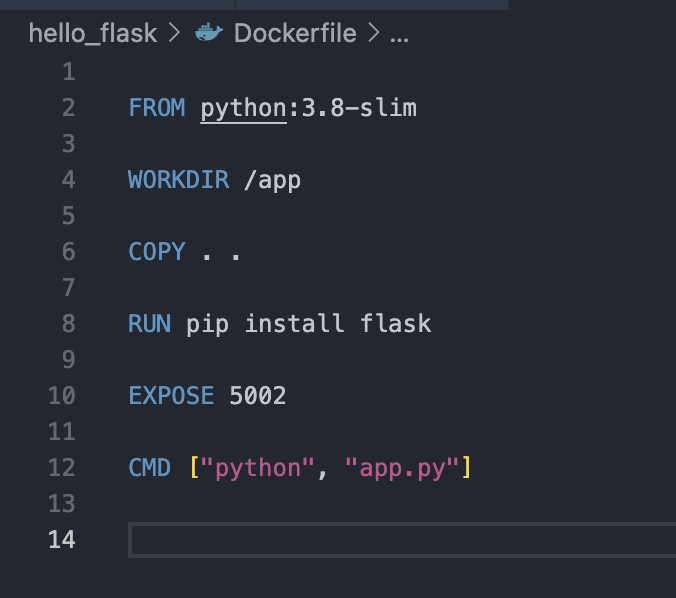 hello_flask > Dockerfile > ...
1
2 FROM python:3.8-slim
3
4 WORKDIR /app
5
6 COPY . .
7
8 RUN pip install flask
9
10 EXPOSE 5002
11
12 CMD ["python", "app.py"]
13
14